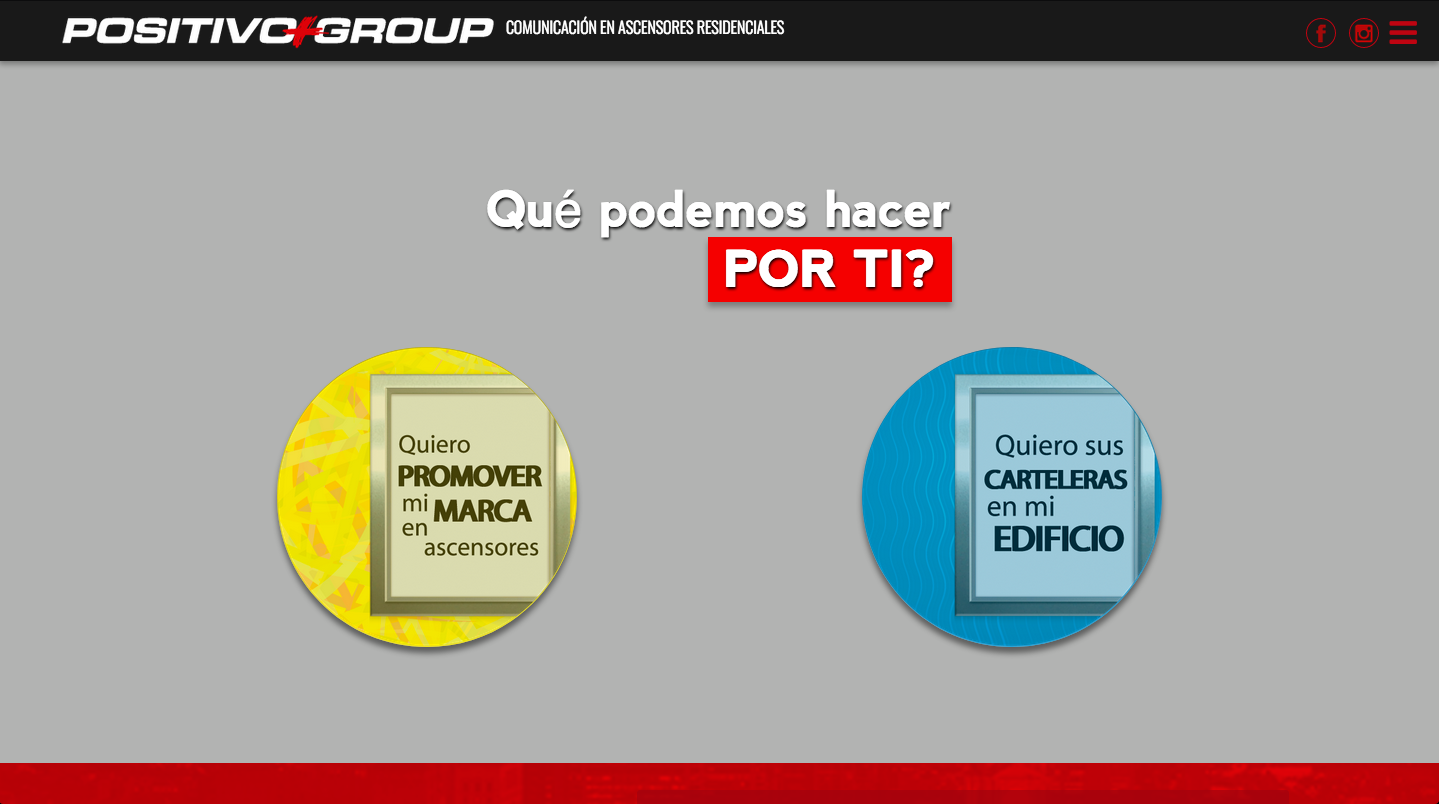 POSITIVO+GROUP COMUNICACIÓN EN ASCENSORES RESIDENCIALES
Qué podemos hacer
POR TI?
Quiero
PROMOVER
mi MARCA
en
ascensores
Quiero sus
CARTELERAS
en mi
EDIFICIO